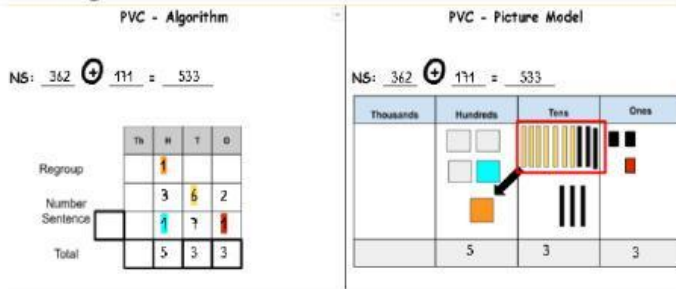 PVC - Algorithm
NS: 362 + 171 = 533
Th H T O
Regroup 1
Number Sentence 3 6 2
1 7 1
Total 5 3 3
PVC - Picture Model
NS: 362 + 171 = 533
Thousands Hundreds Tens Ones
5 3 3